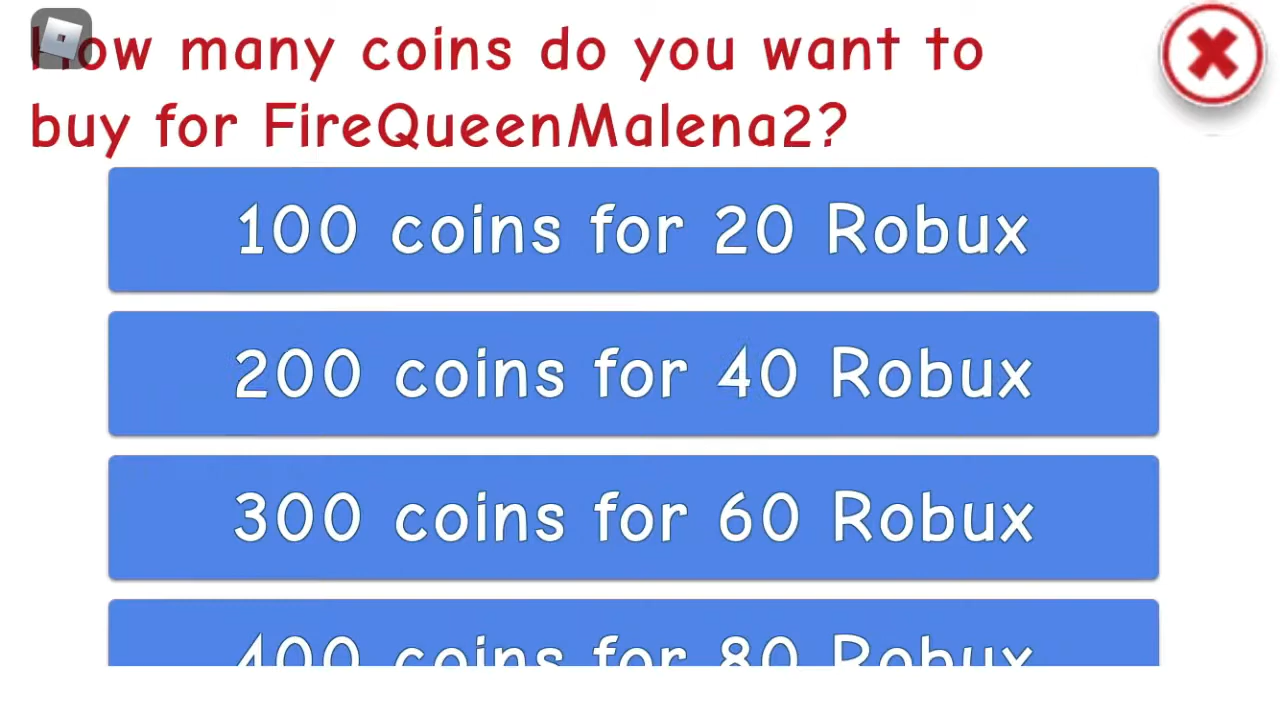 How many coins do you want to
buy for FireQueenMalena2?
100 coins for 20 Robux
200 coins for 40 Robux
300 coins for 60 Robux
400 coins for 80 Robux